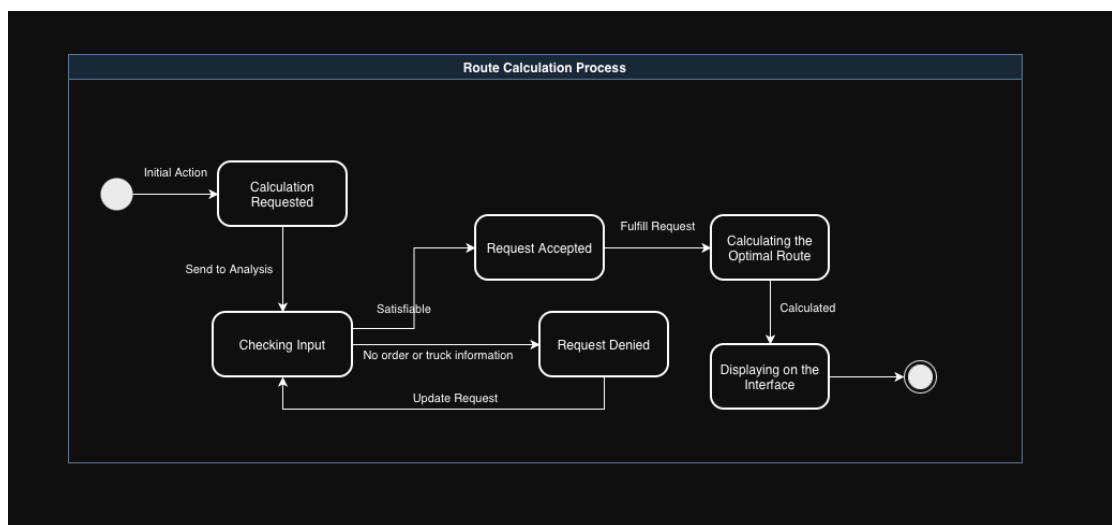 Route Calculation Process
Initial Action
Calculation
Requested
Send to Analysis
Checking Input
Satisfiable
Request Accepted
Fulfill Request
Calculating the
Optimal Route
No order or truck information
Request Denied
Update Request
Calculated
Displaying on the
Interface